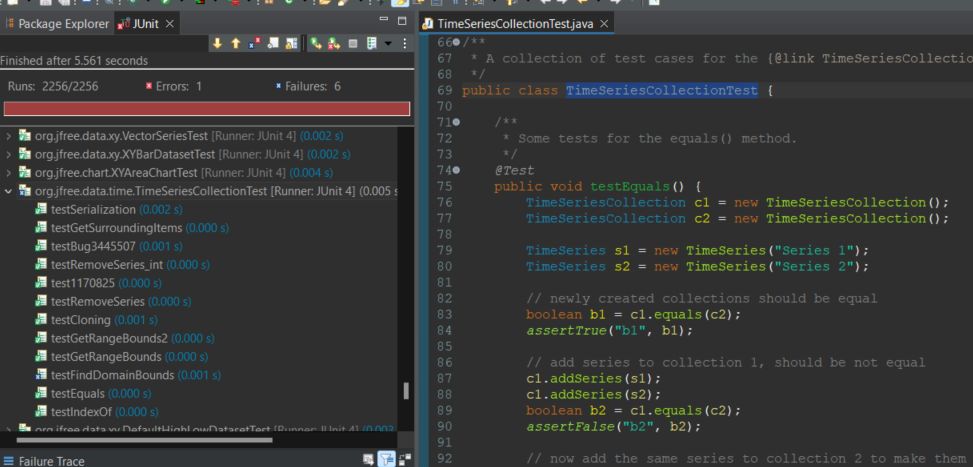 Package Explorer
JUnit
Finished after 5.561 seconds
Runs: 2256/2256
Errors: 1
Failures: 6
org.jfree.data.xy.VectorSeriesTest [Runner: JUnit 4] (0.002 s)
org.jfree.data.xy.XYBarDatasetTest [Runner: JUnit 4] (0.002 s)
org.jfree.chart.XYAreaChartTest [Runner: JUnit 4] (0.004 s)
org.jfree.data.time.TimeSeriesCollectionTest [Runner: JUnit 4] (0.005 s
testSerialization (0.002 s)
testGetSurroundingItems (0.000 s)
testBug3445507 (0.001 s)
testRemoveSeries_int (0.000 s)
test1170825 (0.000 s)
testRemoveSeries (0.000 s)
testCloning (0.001 s)
testGetRangeBounds2 (0.000 s)
testGetRangeBounds (0.000 s)
testFindDomainBounds (0.001 s)
testEquals (0.000 s)
testIndexOf (0.000 s)
org.jfree.data.xy.DefaultHighLowDatasetTest [Runner: JUnit 4] (0.003
Failure Trace
TimeSeriesCollectionTest.java
66 /**
67 * A collection of test cases for the {@link TimeSeriesCollectio
68 */
69 public class TimeSeriesCollectionTest {
70
71 /**
72 * Some tests for the equals() method.
73 */
74 @Test
75 public void testEquals() {
76 TimeSeriesCollection c1 = new TimeSeriesCollection();
77 TimeSeriesCollection c2 = new TimeSeriesCollection();
78
79 TimeSeries s1 = new TimeSeries("Series 1");
80 TimeSeries s2 = new TimeSeries("Series 2");
81
82 // newly created collections should be equal
83 boolean b1 = c1.equals(c2);
84 assertTrue("b1", b1);
85
86 // add series to collection 1, should be not equal
87 c1.addSeries(s1);
88 c1.addSeries(s2);
89 boolean b2 = c1.equals(c2);
90 assertFalse("b2", b2);
91
92 // now add the same series to collection 2 to make them